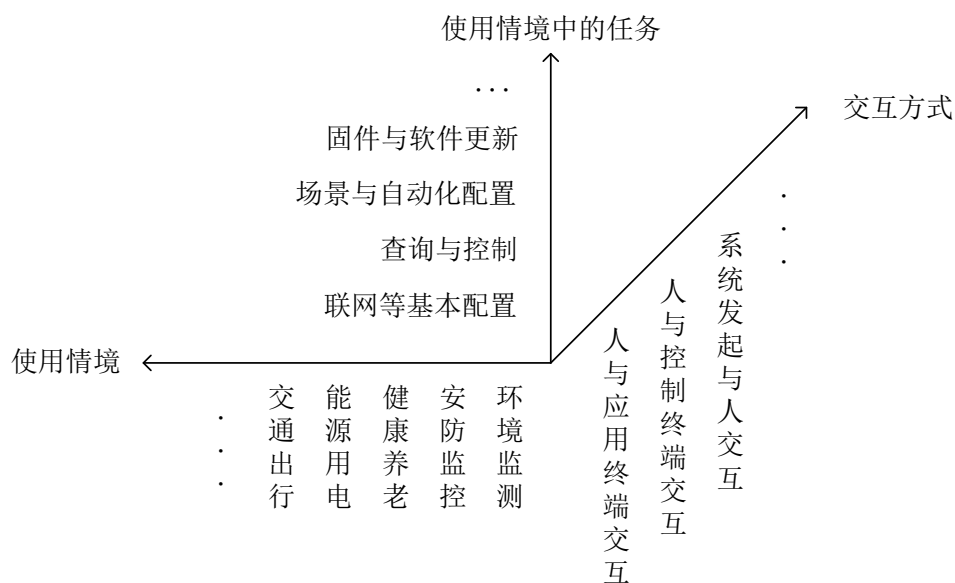 使用情境中的任务
交互方式
...
固件与软件更新
场景与自动化配置
查询与控制
联网等基本配置
使用情境
...
交通出行
能源用电
健康养老
安防监控
环境监测
人与应用终端交互
人与控制终端交互
系统发起与人交互
...